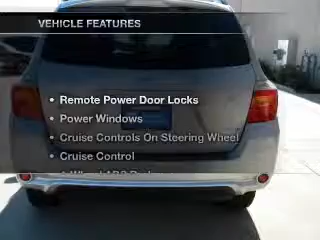 VEHICLE FEATURES
• Remote Power Door Locks
• Power Windows
• Cruise Controls On Steering Wheel
• Cruise Control